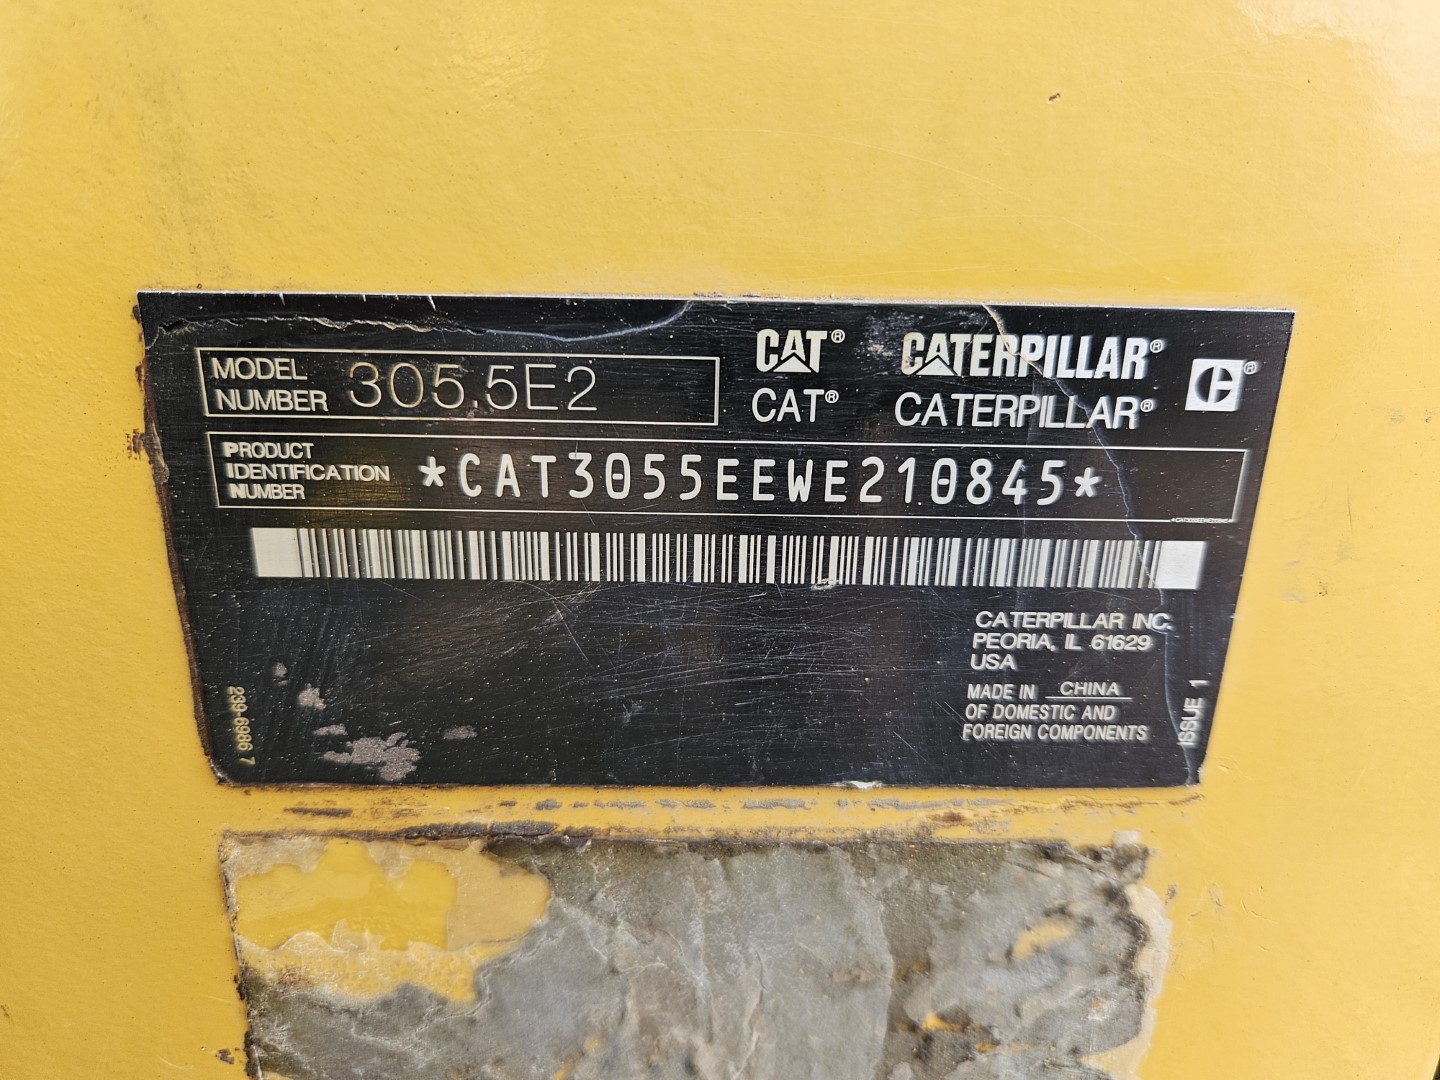 MODEL NUMBER 305.5E2
CAT® CATERPILLAR®
CAT® CATERPILLAR®
PRODUCT
IDENTIFICATION
NUMBER
*CAT3055EEWE210845*
CATERPILLAR INC.
PEORIA, IL 61629
USA
MADE IN CHINA
OF DOMESTIC AND
FOREIGN COMPONENTS
239-6986 7
ISSUE 1